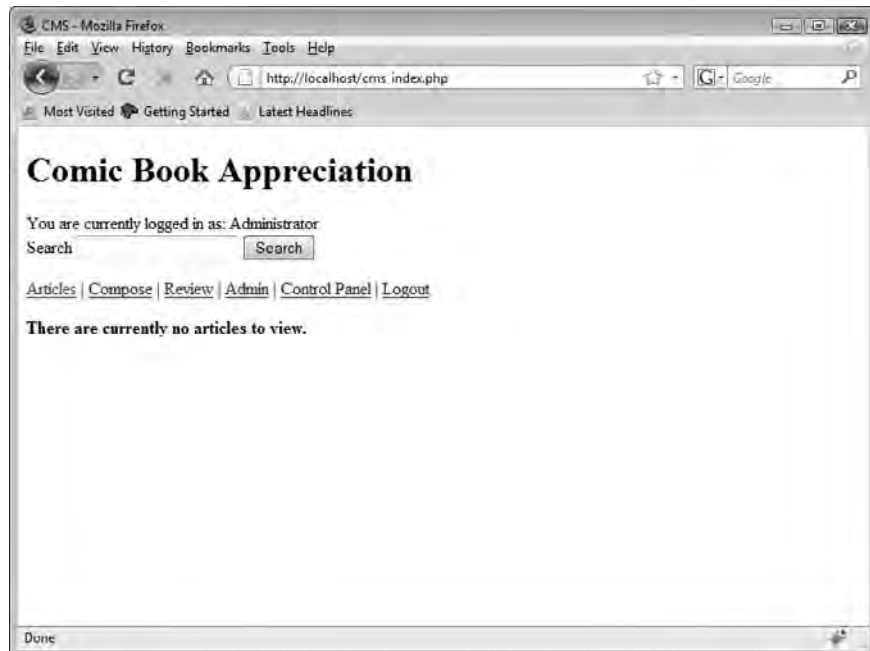 CMS - Mozilla Firefox
File Edit View History Bookmarks Tools Help
http://localhost/cms_index.php
G Google
Most Visited Getting Started Latest Headlines
Comic Book Appreciation
You are currently logged in as: Administrator
Search Search
Articles | Compose | Review | Admin | Control Panel | Logout
There are currently no articles to view.
Done